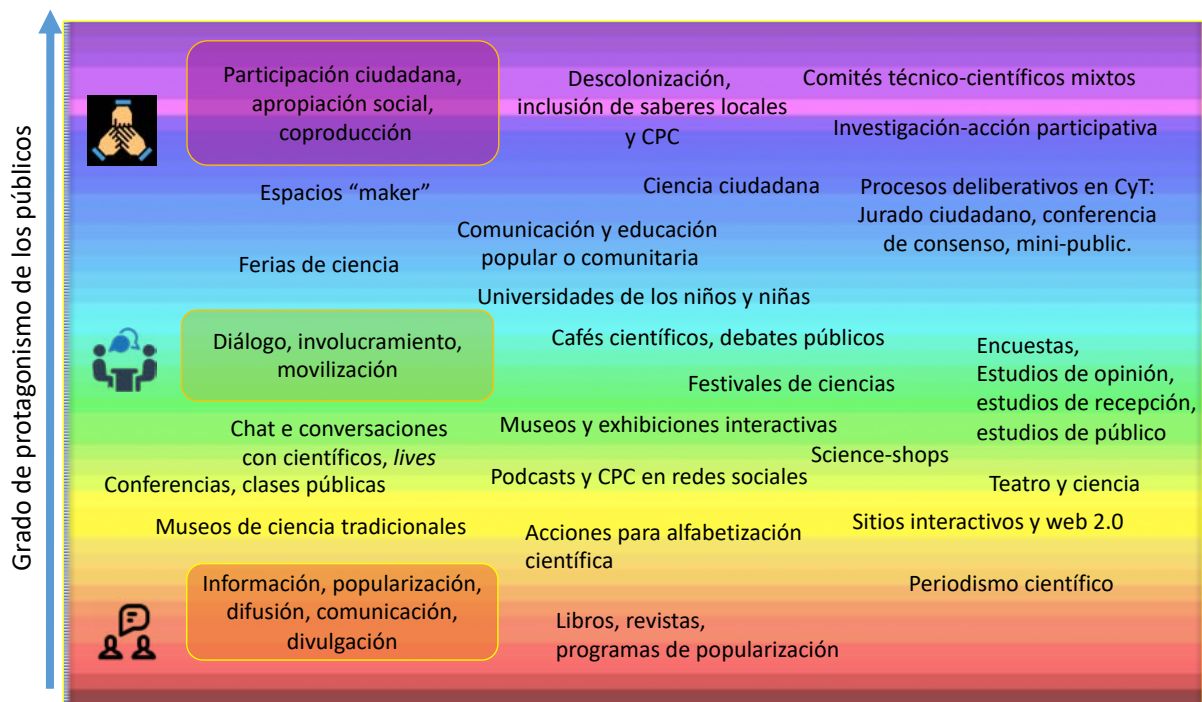 Grado de protagonismo de los públicos
Participación ciudadana,
apropiación social,
coproducción
Descolonización,
inclusión de saberes locales
y CPC
Comités técnico-científicos mixtos
Investigación-acción participativa
Espacios “maker”
Ciencia ciudadana
Procesos deliberativos en CyT:
Jurado ciudadano, conferencia
de consenso, mini-public.
Comunicación y educación
popular o comunitaria
Ferias de ciencia
Universidades de los niños y niñas
Diálogo, involucramiento,
movilización
Cafés científicos, debates públicos
Encuestas,
Estudios de opinión,
estudios de recepción,
estudios de público
Festivales de ciencias
Chat e conversaciones
con científicos, lives
Museos y exhibiciones interactivas
Science-shops
Conferencias, clases públicas
Podcasts y CPC en redes sociales
Teatro y ciencia
Museos de ciencia tradicionales
Acciones para alfabetización
científica
Sitios interactivos y web 2.0
Información, popularización,
difusión, comunicación,
divulgación
Periodismo científico
Libros, revistas,
programas de popularización